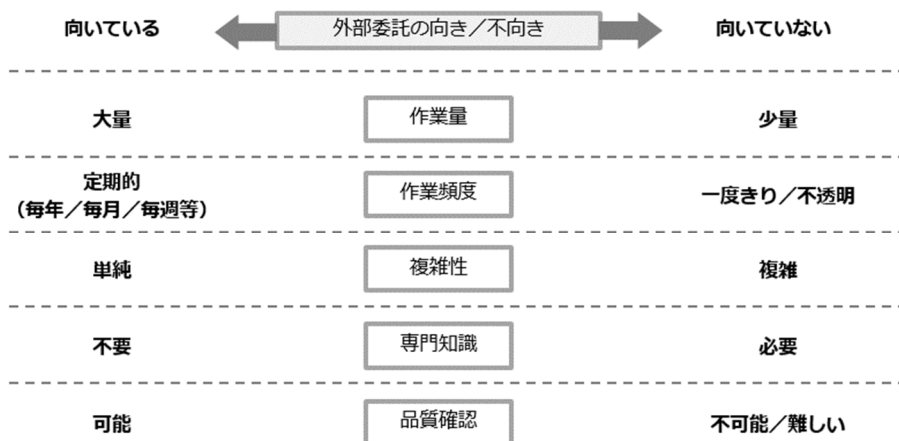 向いている 外部委託の向き／不向き 向いていない
大量 作業量 少量
定期的
（毎年／毎月／毎週等） 作業頻度 一度きり／不透明
単純 複雑性 複雑
不要 専門知識 必要
可能 品質確認 不可能／難しい